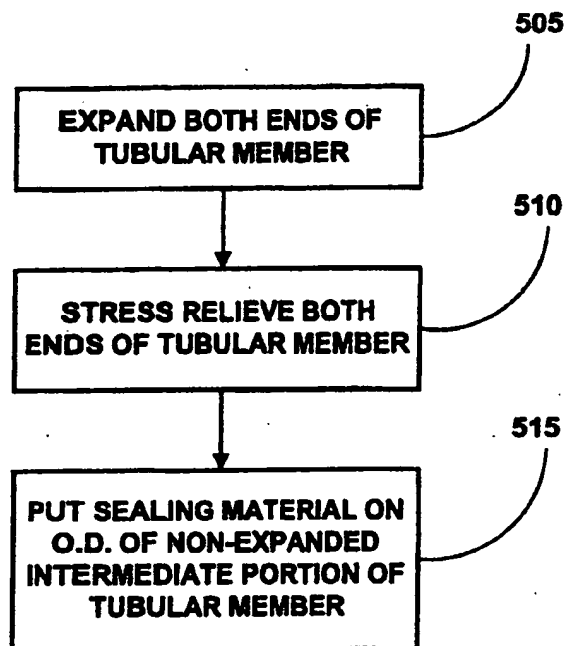 505
EXPAND BOTH ENDS OF
TUBULAR MEMBER
510
STRESS RELIEVE BOTH
ENDS OF TUBULAR MEMBER
515
PUT SEALING MATERIAL ON
O.D. OF NON-EXPANDED
INTERMEDIATE PORTION OF
TUBULAR MEMBER